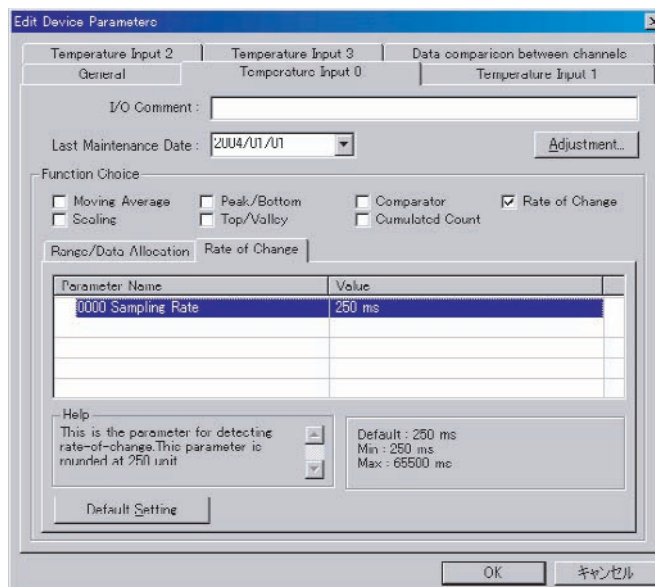 Edit Device Parameters
Temperature Input 2 Temperature Input 3 Data comparison between channels
General Temperature Input 0 Temperature Input 1
I/O Comment :
Last Maintenance Date : 2004/01/01 Adjustment...
Function Choice
Moving Average Peak/Bottom Comparator Rate of Change
Scaling Top/Valley Cumulated Count
Range/Data Allocation Rate of Change
Parameter Name Value
0000 Sampling Rate 250 ms
Help
This is the parameter for detecting
rate-of-change.This parameter is
rounded at 250 unit
Default : 250 ms
Min : 250 ms
Max : 65500 ms
Default Setting
OK キャンセル